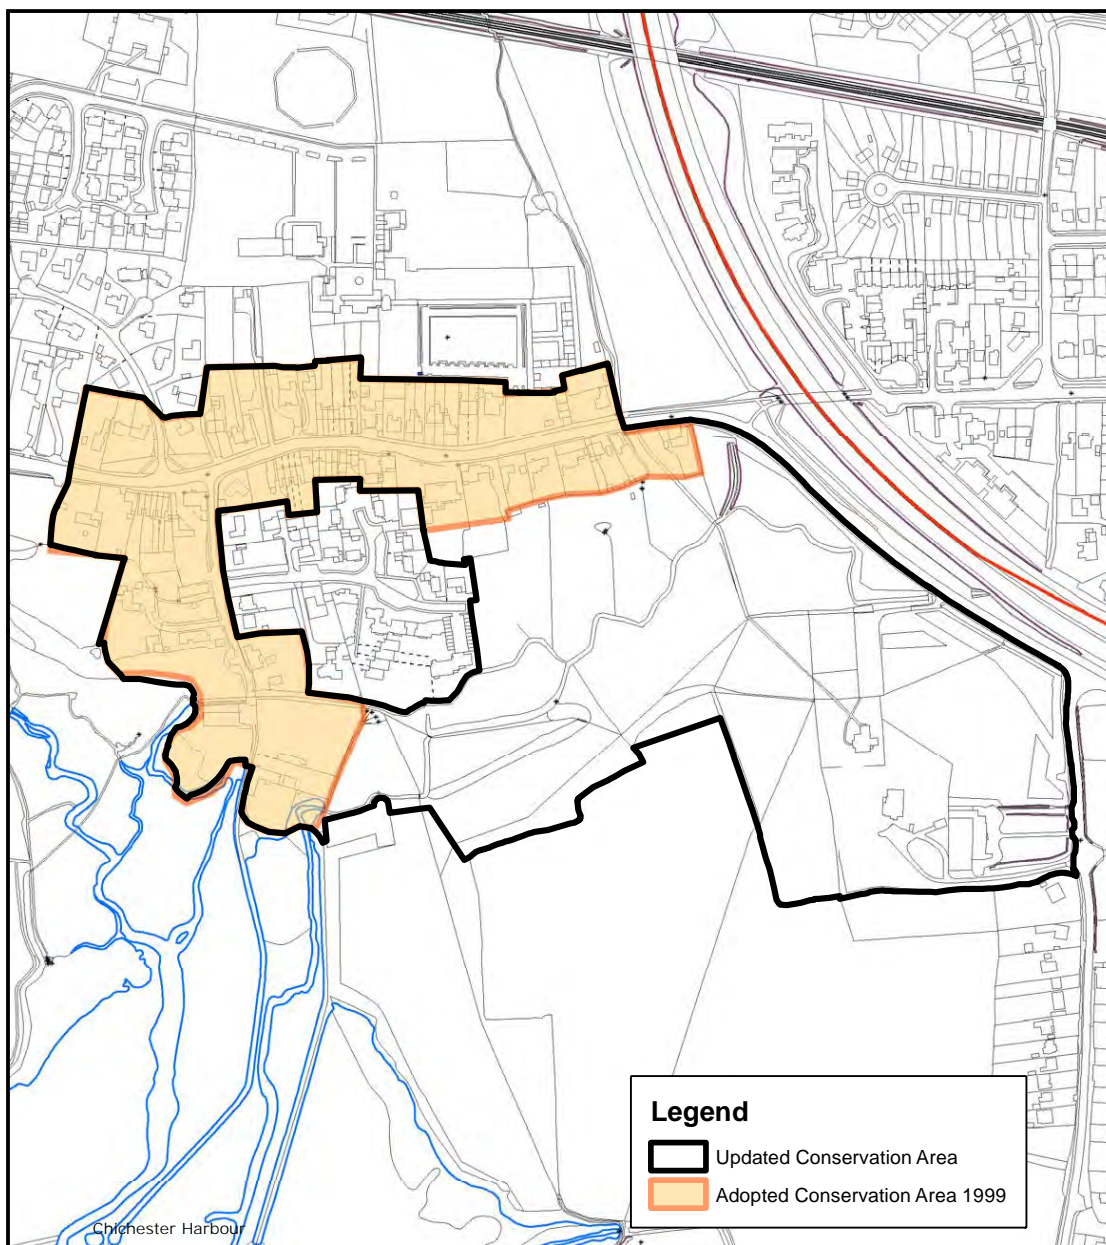 Legend
Updated Conservation Area
Adopted Conservation Area 1999
Chichester Harbour